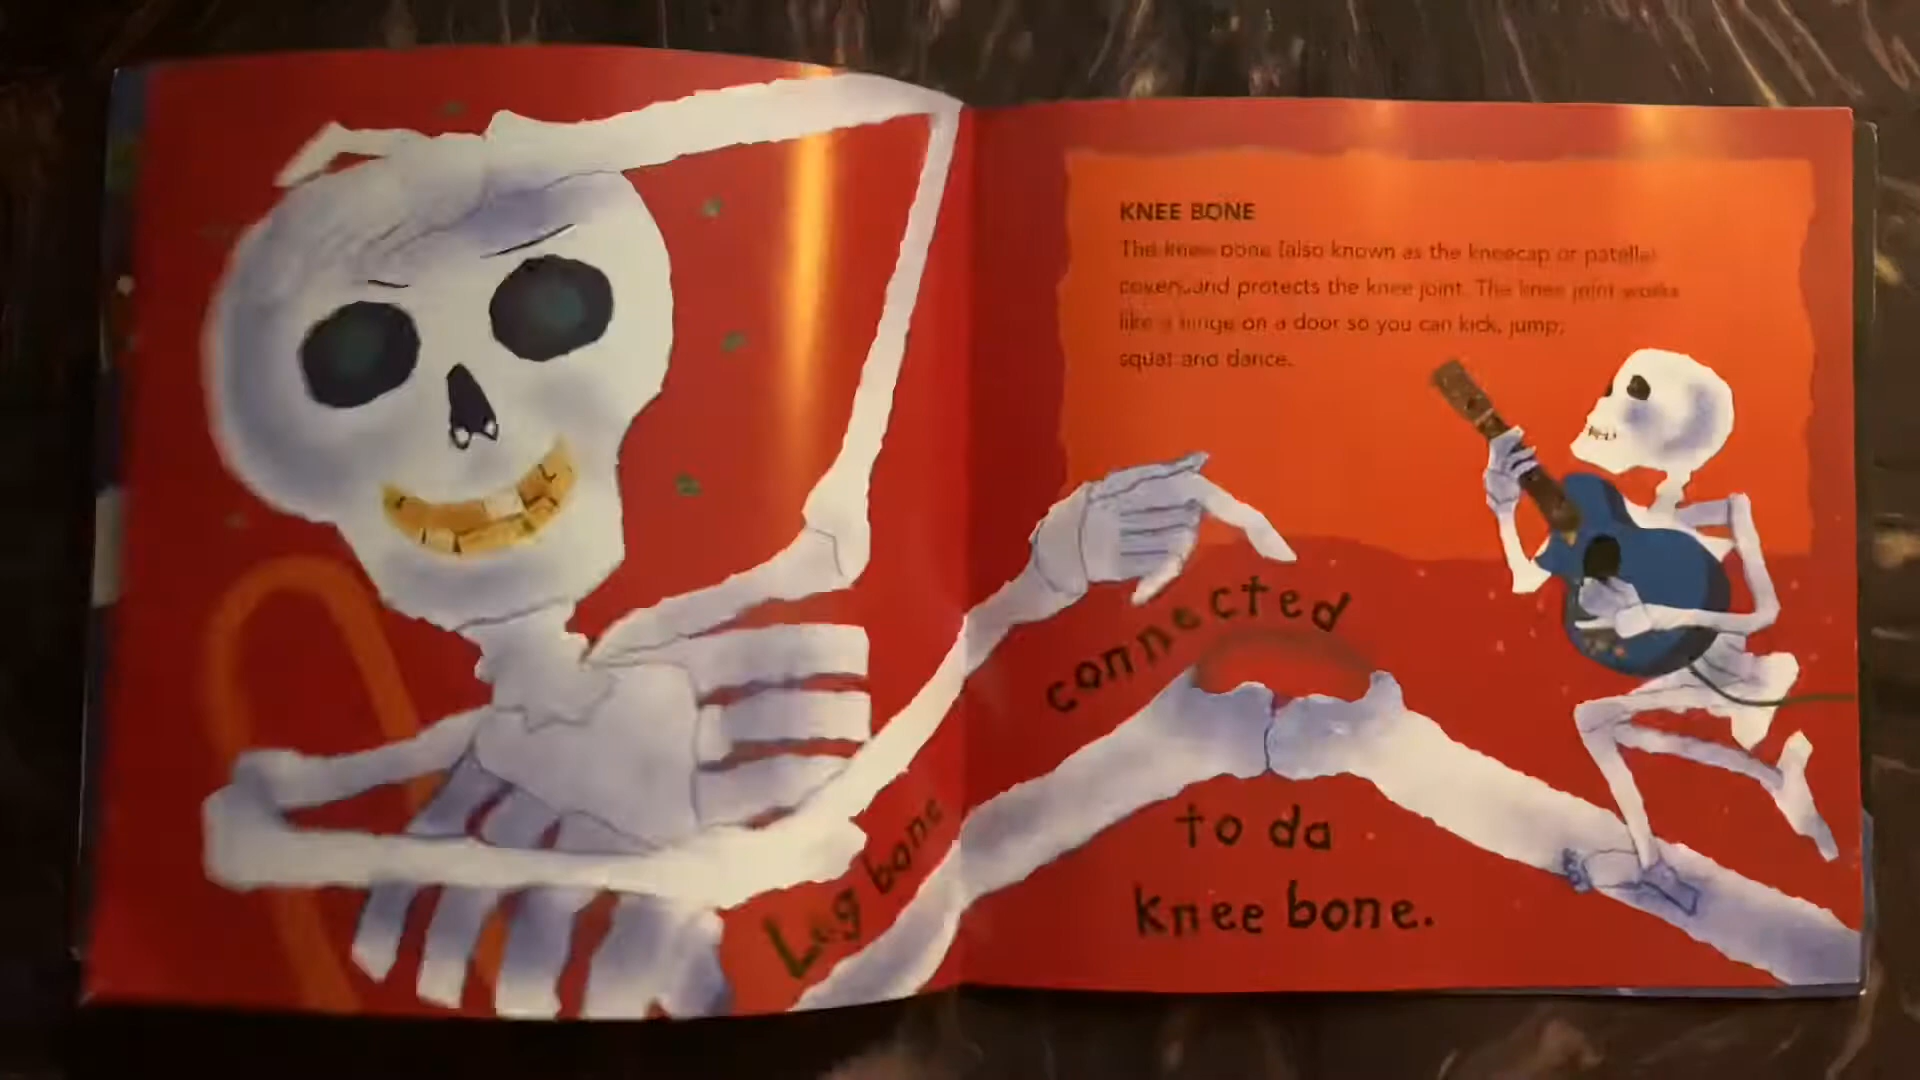 Leg bone
KNEE BONE
The knee bone (also known as the kneecap or patella)
covers and protects the knee joint. The knee joint works
like a hinge on a door so you can kick, jump,
squat and dance.
connected
to da
knee bone.